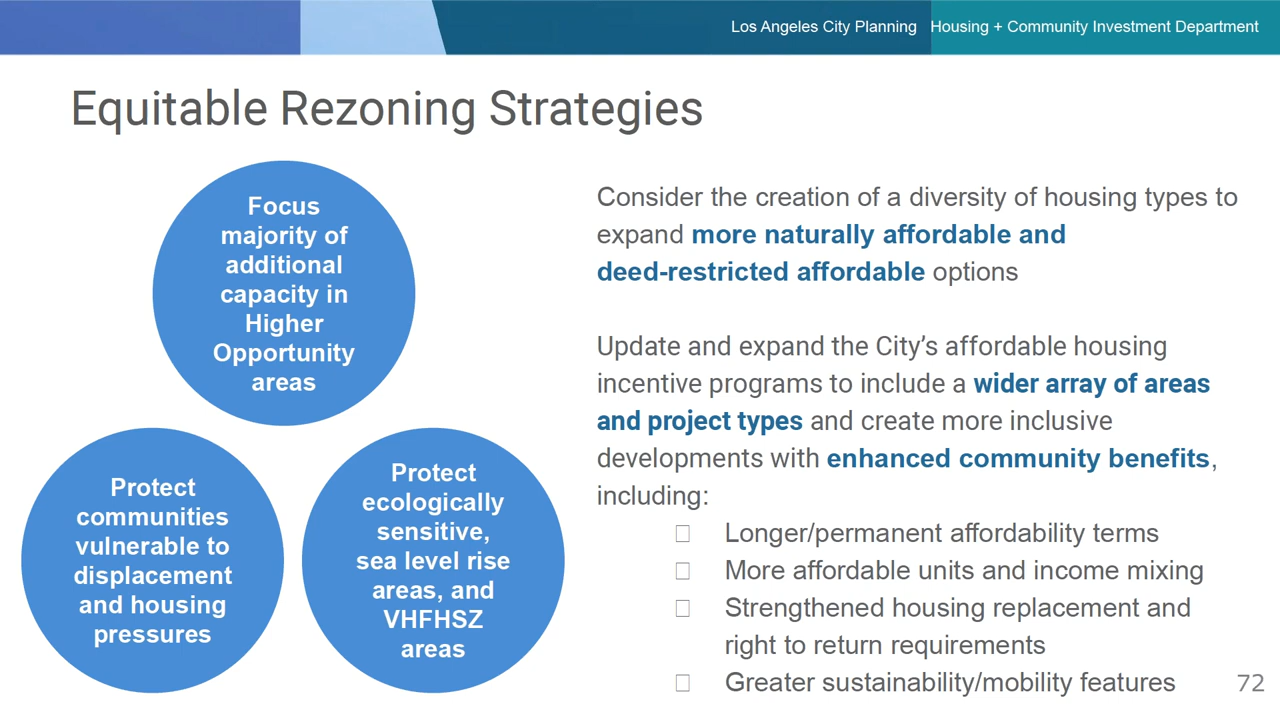 Los Angeles City Planning Housing + Community Investment Department
Equitable Rezoning Strategies
Focus
majority of
additional
capacity in
Higher
Opportunity
areas
Protect
communities
vulnerable to
displacement
and housing
pressures
Protect
ecologically
sensitive,
sea level rise
areas, and
VHFHSZ
areas
Consider the creation of a diversity of housing types to
expand more naturally affordable and
deed-restricted affordable options
Update and expand the City’s affordable housing
incentive programs to include a wider array of areas
and project types and create more inclusive
developments with enhanced community benefits,
including:
Longer/permanent affordability terms
More affordable units and income mixing
Strengthened housing replacement and
right to return requirements
Greater sustainability/mobility features
72